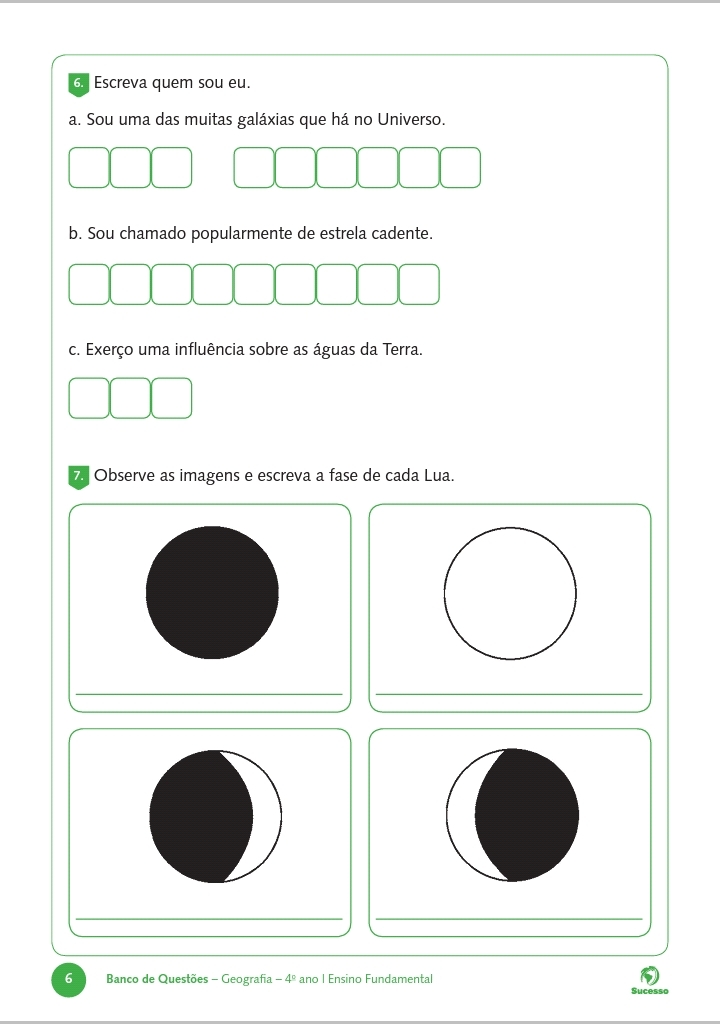 6. Escreva quem sou eu.
a. Sou uma das muitas galáxias que há no Universo.
b. Sou chamado popularmente de estrela cadente.
c. Exerço uma influência sobre as águas da Terra.
7. Observe as imagens e escreva a fase de cada Lua.
6 Banco de Questões – Geografia – 4º ano I Ensino Fundamental
Sucesso